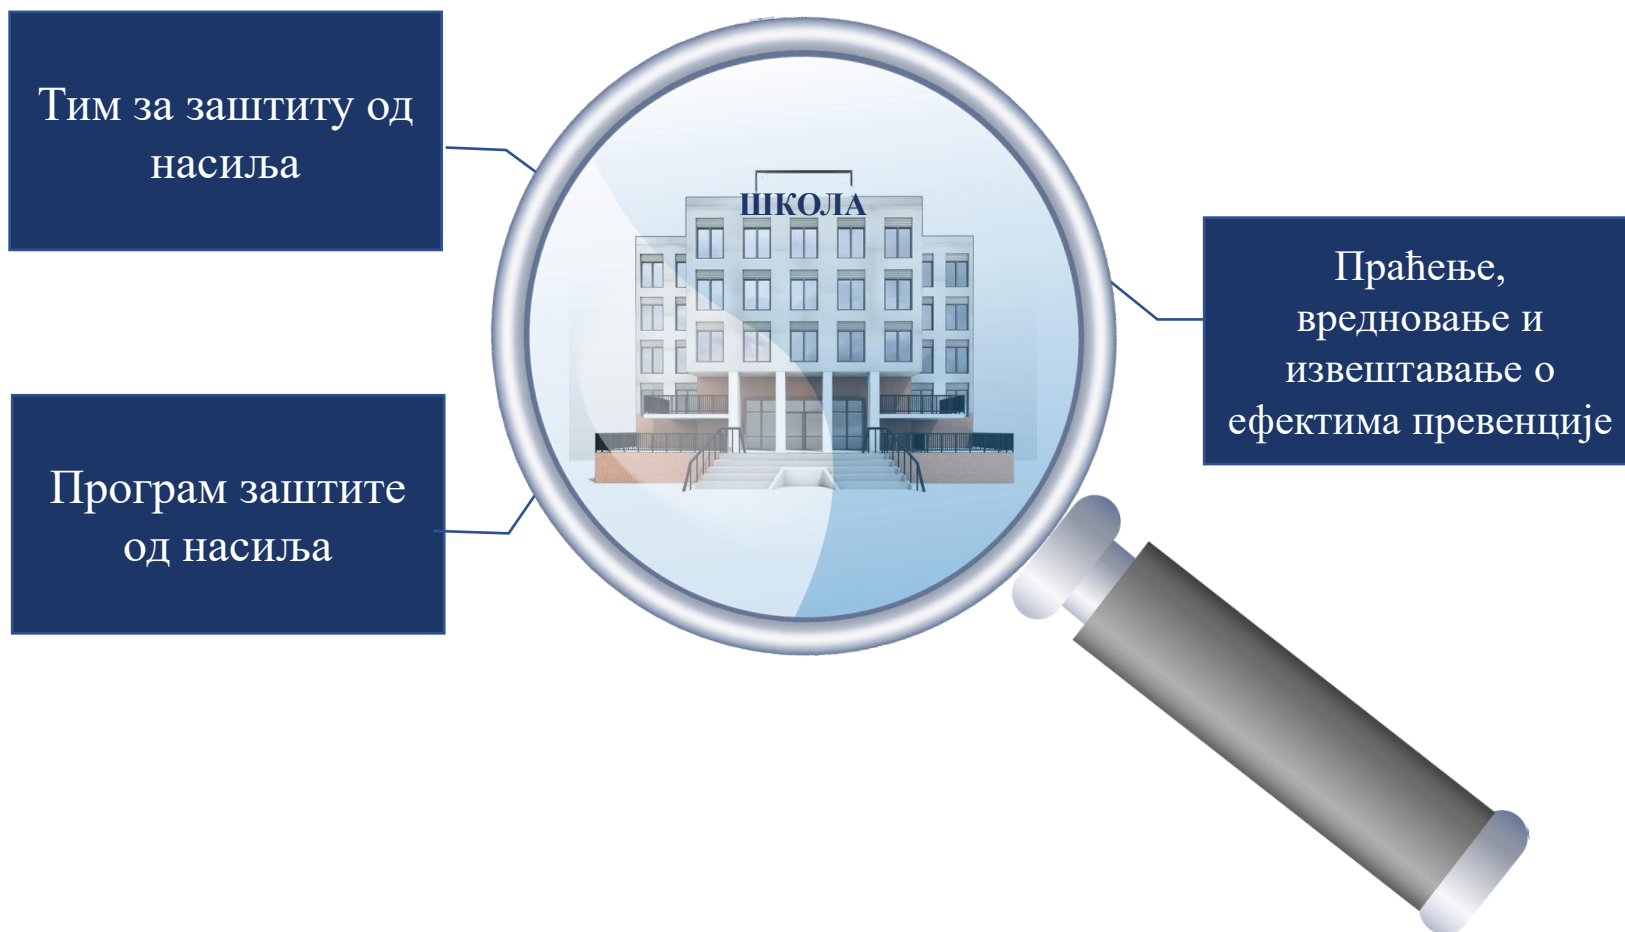 Тим за заштиту од
насиља
ШКОЛА
Праћење,
вредновање и
извештавање о
ефектима превенције
Програм заштите
од насиља